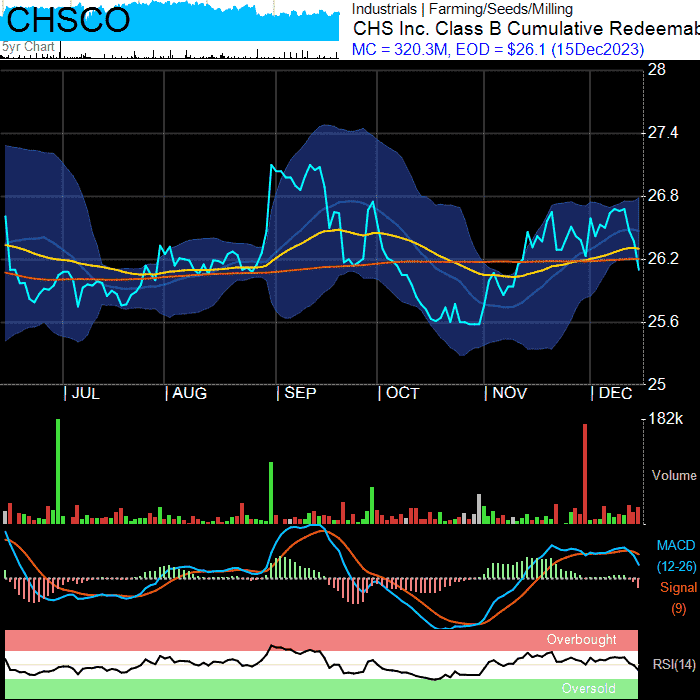 CHSCO
5yr Chart
Industrials | Farming/Seeds/Milling
CHS Inc. Class B Cumulative Redeemab
MC = 320.3M, EOD = $26.1 (15Dec2023)
28
27.4
26.8
26.2
25.6
25
| JUL | AUG | SEP | OCT | NOV | DEC
182k
Volume
MACD
(12-26)
Signal
(9)
Overbought
RSI(14)
Oversold